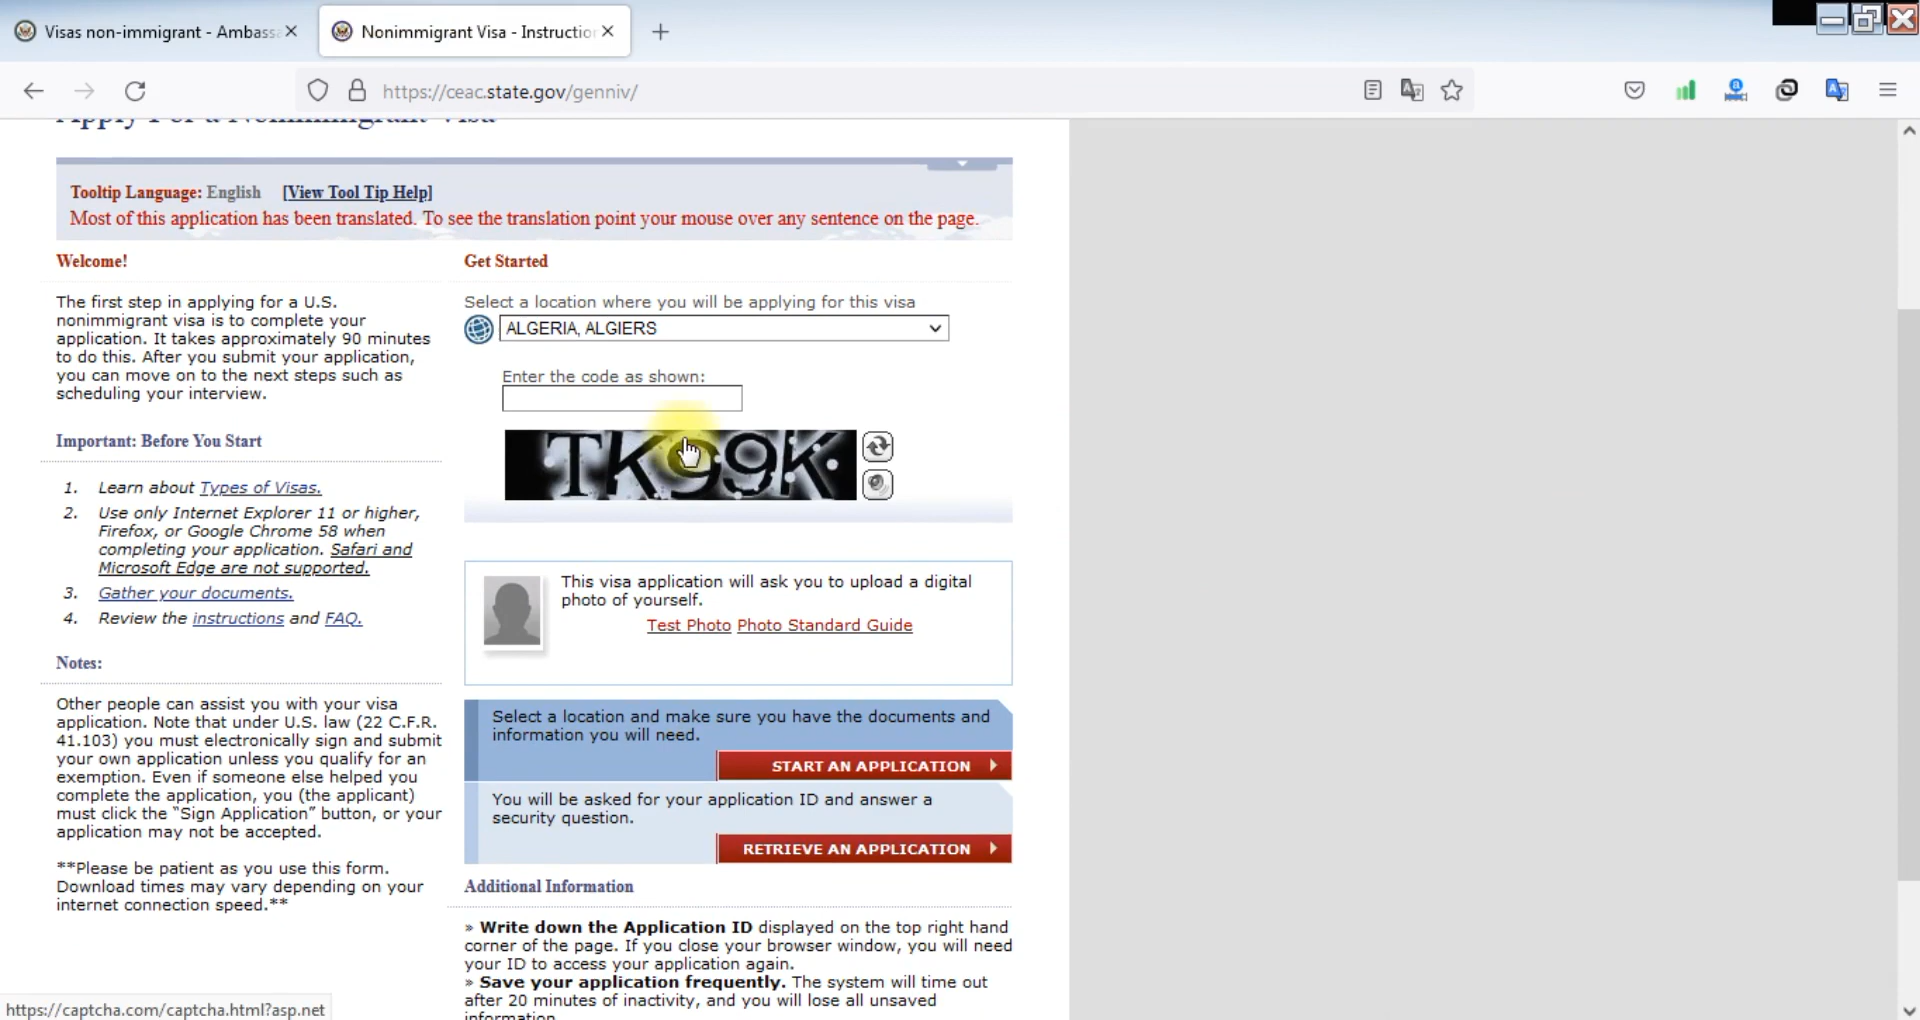 Visas non-immigrant - Ambass
Nonimmigrant Visa - Instructio
https://ceac.state.gov/genniv/
Apply For a Nonimmigrant Visa
Tooltip Language: English [View Tool Tip Help]
Most of this application has been translated. To see the translation point your mouse over any sentence on the page.
Welcome!
The first step in applying for a U.S.
nonimmigrant visa is to complete your
application. It takes approximately 90 minutes
to do this. After you submit your application,
you can move on to the next steps such as
scheduling your interview.
Important: Before You Start
1. Learn about Types of Visas.
2. Use only Internet Explorer 11 or higher,
Firefox, or Google Chrome 58 when
completing your application. Safari and
Microsoft Edge are not supported.
3. Gather your documents.
4. Review the instructions and FAQ.
Notes:
Other people can assist you with your visa
application. Note that under U.S. law (22 C.F.R.
41.103) you must electronically sign and submit
your own application unless you qualify for an
exemption. Even if someone else helped you
complete the application, you (the applicant)
must click the “Sign Application” button, or your
application may not be accepted.
**Please be patient as you use this form.
Download times may vary depending on your
internet connection speed.**
Get Started
Select a location where you will be applying for this visa
ALGERIA, ALGIERS
Enter the code as shown:
TK99K
This visa application will ask you to upload a digital
photo of yourself.
Test Photo Photo Standard Guide
Select a location and make sure you have the documents and
information you will need.
START AN APPLICATION
You will be asked for your application ID and answer a
security question.
RETRIEVE AN APPLICATION
Additional Information
» Write down the Application ID displayed on the top right hand
corner of the page. If you close your browser window, you will need
your ID to access your application again.
» Save your application frequently. The system will time out
after 20 minutes of inactivity, and you will lose all unsaved
information.
https://captcha.com/captcha.html?asp.net